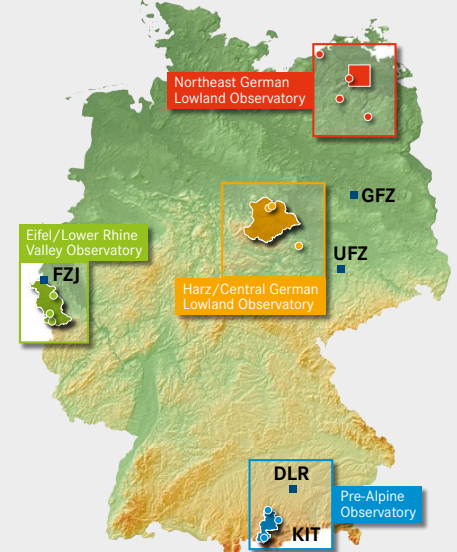 Northeast German
Lowland Observatory
GFZ
Eifel/Lower Rhine
Valley Observatory
FZJ
UFZ
Harz/Central German
Lowland Observatory
DLR
Pre-Alpine
Observatory
KIT